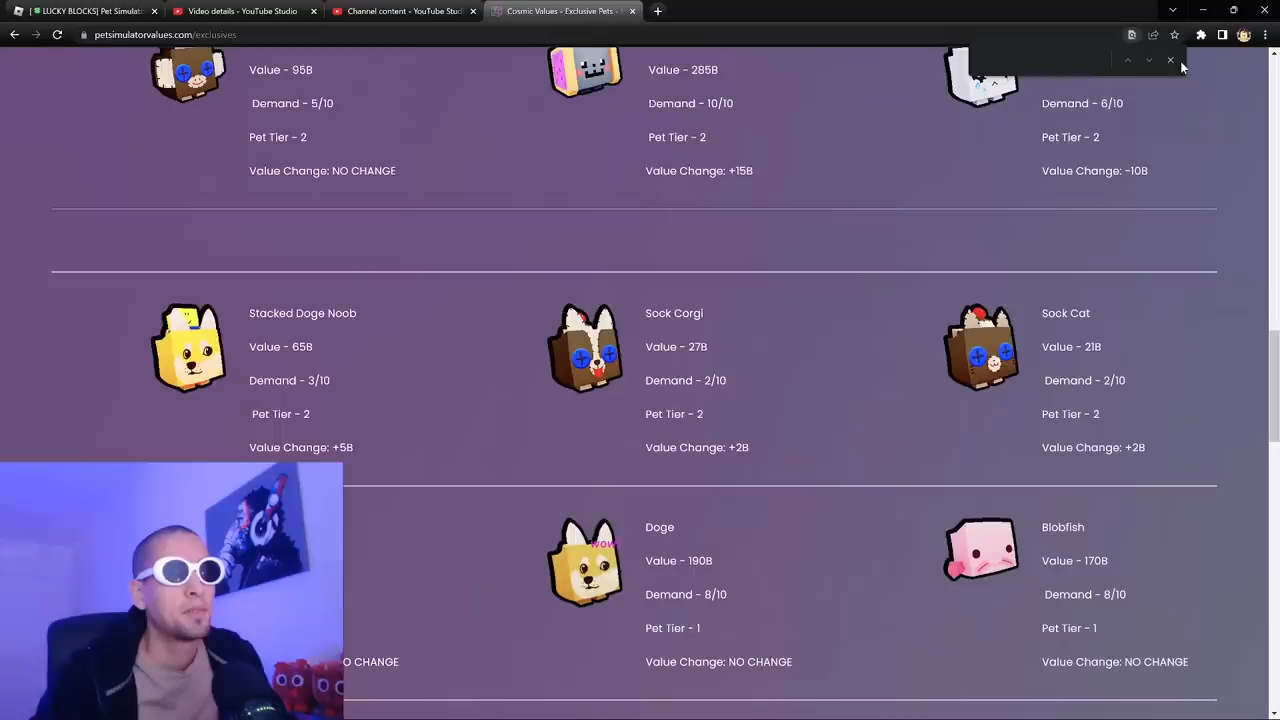 [ 🍀 LUCKY BLOCKS] Pet Simulato
Video details - YouTube Studio
Channel content - YouTube Stud
Cosmic Values - Exclusive Pets -
petsimulatorvalues.com/exclusives
Value - 95B
Demand - 5/10
Pet Tier - 2
Value Change: NO CHANGE
Value - 285B
Demand - 10/10
Pet Tier - 2
Value Change: +15B
Demand - 6/10
Pet Tier - 2
Value Change: -10B
Stacked Doge Noob
Value - 65B
Demand - 3/10
Pet Tier - 2
Value Change: +5B
Sock Corgi
Value - 27B
Demand - 2/10
Pet Tier - 2
Value Change: +2B
Sock Cat
Value - 21B
Demand - 2/10
Pet Tier - 2
Value Change: +2B
O CHANGE
wow
Doge
Value - 190B
Demand - 8/10
Pet Tier - 1
Value Change: NO CHANGE
Blobfish
Value - 170B
Demand - 8/10
Pet Tier - 1
Value Change: NO CHANGE